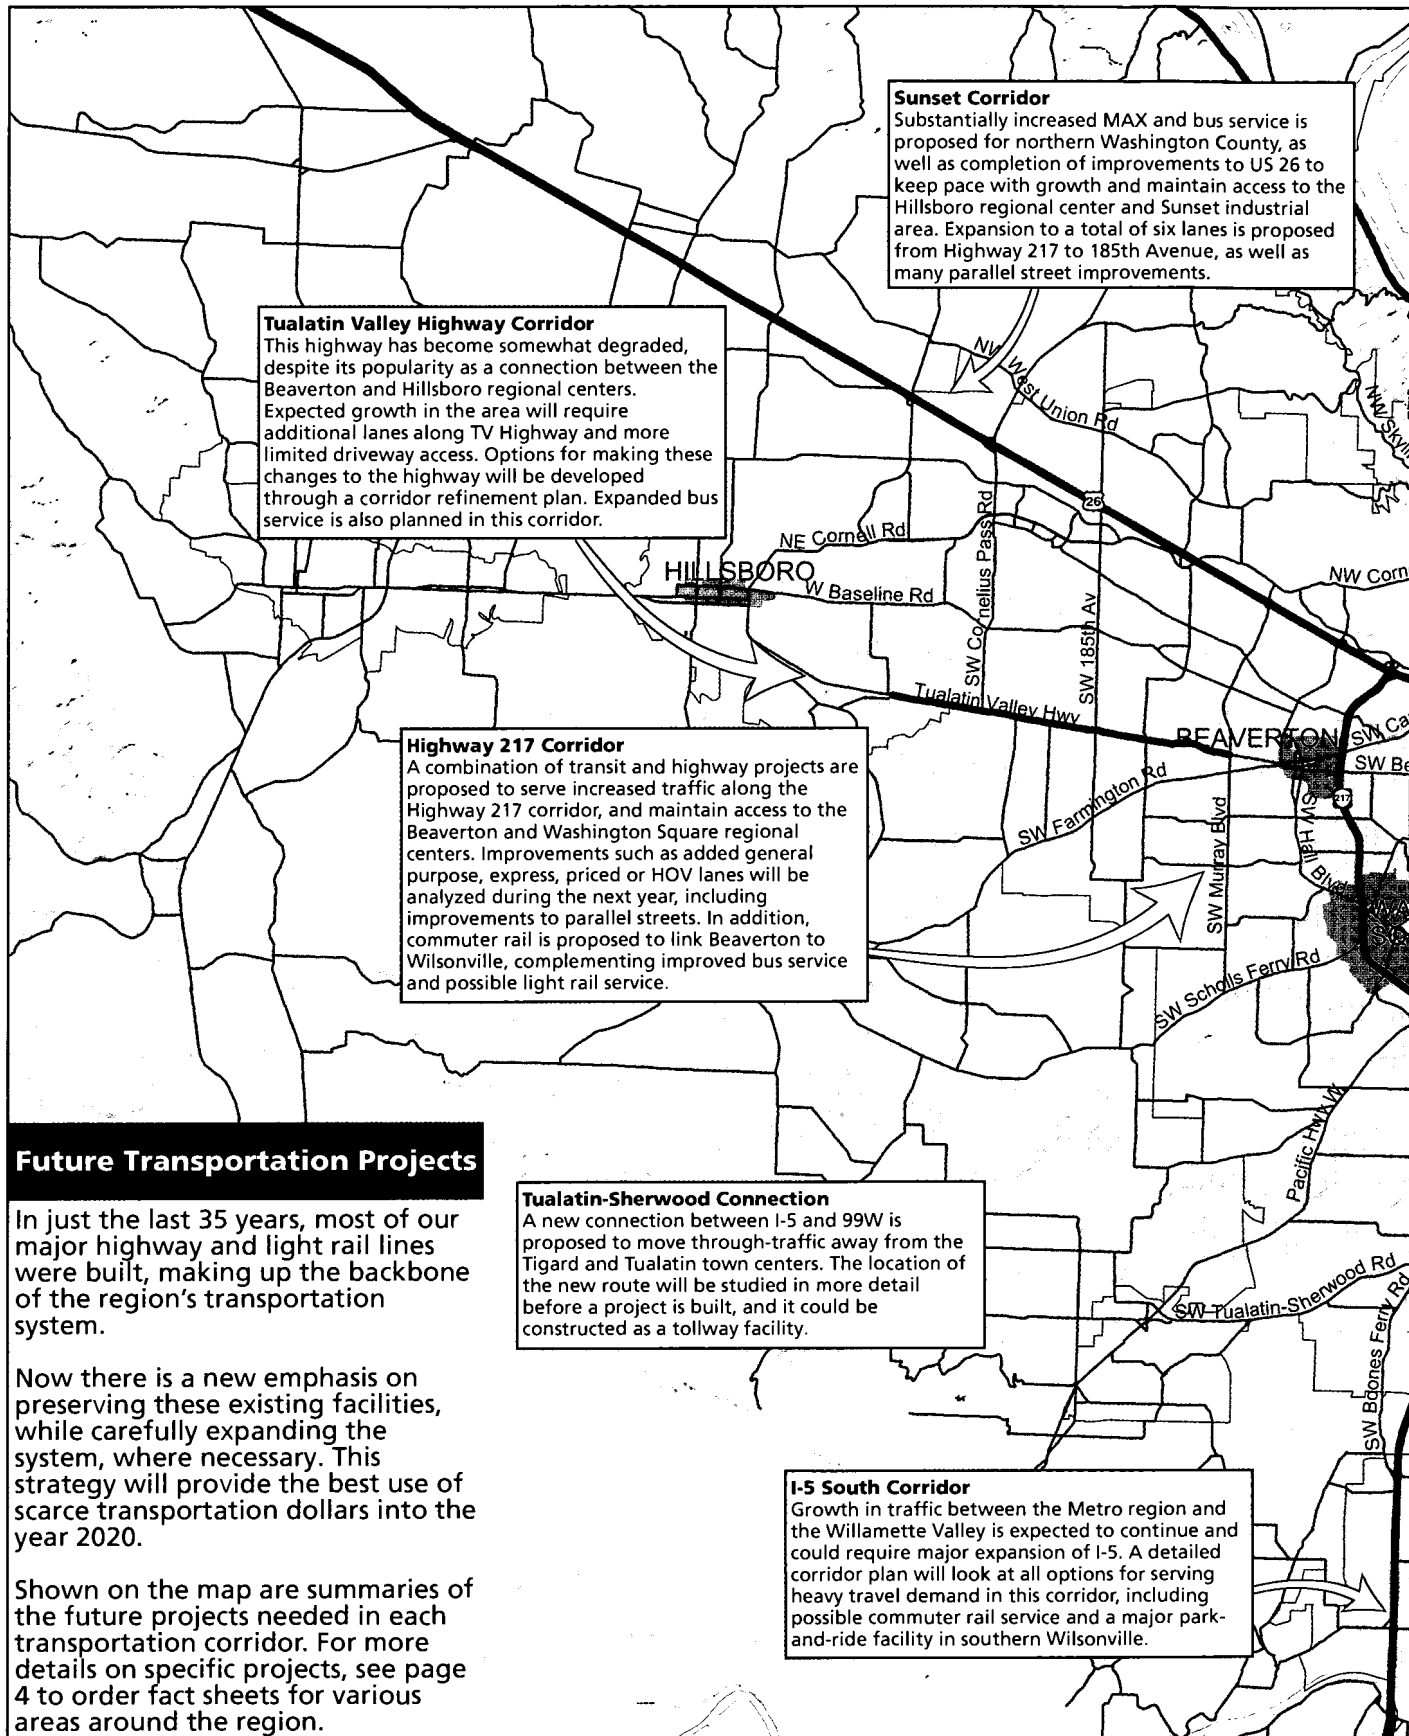 Sunset Corridor
Substantially increased MAX and bus service is
proposed for northern Washington County, as
well as completion of improvements to US 26 to
keep pace with growth and maintain access to the
Hillsboro regional center and Sunset industrial
area. Expansion to a total of six lanes is proposed
from Highway 217 to 185th Avenue, as well as
many parallel street improvements.
Tualatin Valley Highway Corridor
This highway has become somewhat degraded,
despite its popularity as a connection between the
Beaverton and Hillsboro regional centers.
Expected growth in the area will require
additional lanes along TV Highway and more
limited driveway access. Options for making these
changes to the highway will be developed
through a corridor refinement plan. Expanded bus
service is also planned in this corridor.
NW West Union Rd
NW Skyli
26
NE Cornell Rd
SW Cornelius Pass Rd
HILLSBORO
W Baseline Rd
NW Corn
SW 185th Av
Tualatin Valley Hwy
BEAVERTON
SW Ca
SW Be
217
Highway 217 Corridor
A combination of transit and highway projects are
proposed to serve increased traffic along the
Highway 217 corridor, and maintain access to the
Beaverton and Washington Square regional
centers. Improvements such as added general
purpose, express, priced or HOV lanes will be
analyzed during the next year, including
improvements to parallel streets. In addition,
commuter rail is proposed to link Beaverton to
Wilsonville, complementing improved bus service
and possible light rail service.
SW Farmington Rd
SW Murray Blvd
SW Hall Blvd
SW Scholls Ferry Rd
Pacific Hwy W
Future Transportation Projects
In just the last 35 years, most of our
major highway and light rail lines
were built, making up the backbone
of the region's transportation
system.
Now there is a new emphasis on
preserving these existing facilities,
while carefully expanding the
system, where necessary. This
strategy will provide the best use of
scarce transportation dollars into the
year 2020.
Shown on the map are summaries of
the future projects needed in each
transportation corridor. For more
details on specific projects, see page
4 to order fact sheets for various
areas around the region.
Tualatin-Sherwood Connection
A new connection between I-5 and 99W is
proposed to move through-traffic away from the
Tigard and Tualatin town centers. The location of
the new route will be studied in more detail
before a project is built, and it could be
constructed as a tollway facility.
SW Tualatin-Sherwood Rd
SW Boones Ferry Rd
I-5 South Corridor
Growth in traffic between the Metro region and
the Willamette Valley is expected to continue and
could require major expansion of I-5. A detailed
corridor plan will look at all options for serving
heavy travel demand in this corridor, including
possible commuter rail service and a major park-
and-ride facility in southern Wilsonville.